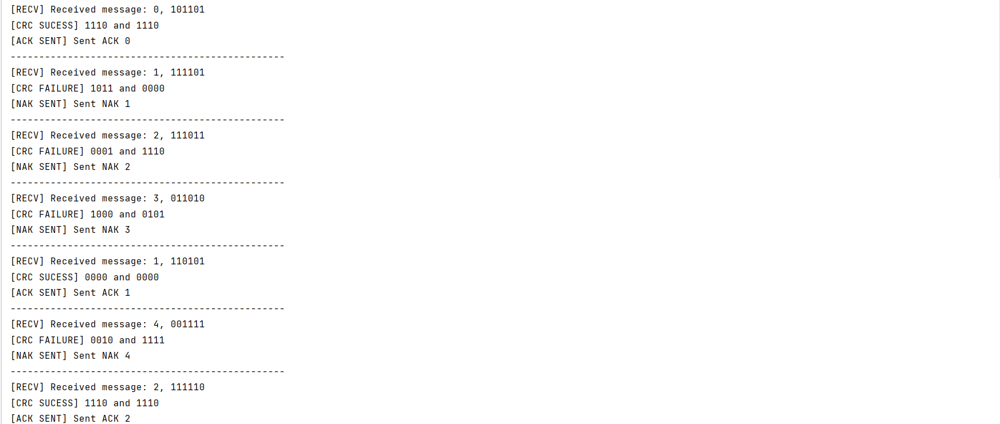 [RECV] Received message: 0, 101101
[CRC SUCESS] 1110 and 1110
[ACK SENT] Sent ACK 0
------------------------------------------------
[RECV] Received message: 1, 111101
[CRC FAILURE] 1011 and 0000
[NAK SENT] Sent NAK 1
------------------------------------------------
[RECV] Received message: 2, 111011
[CRC FAILURE] 0001 and 1110
[NAK SENT] Sent NAK 2
------------------------------------------------
[RECV] Received message: 3, 011010
[CRC FAILURE] 1000 and 0101
[NAK SENT] Sent NAK 3
------------------------------------------------
[RECV] Received message: 1, 110101
[CRC SUCESS] 0000 and 0000
[ACK SENT] Sent ACK 1
------------------------------------------------
[RECV] Received message: 4, 001111
[CRC FAILURE] 0010 and 1111
[NAK SENT] Sent NAK 4
------------------------------------------------
[RECV] Received message: 2, 111110
[CRC SUCESS] 1110 and 1110
[ACK SENT] Sent ACK 2